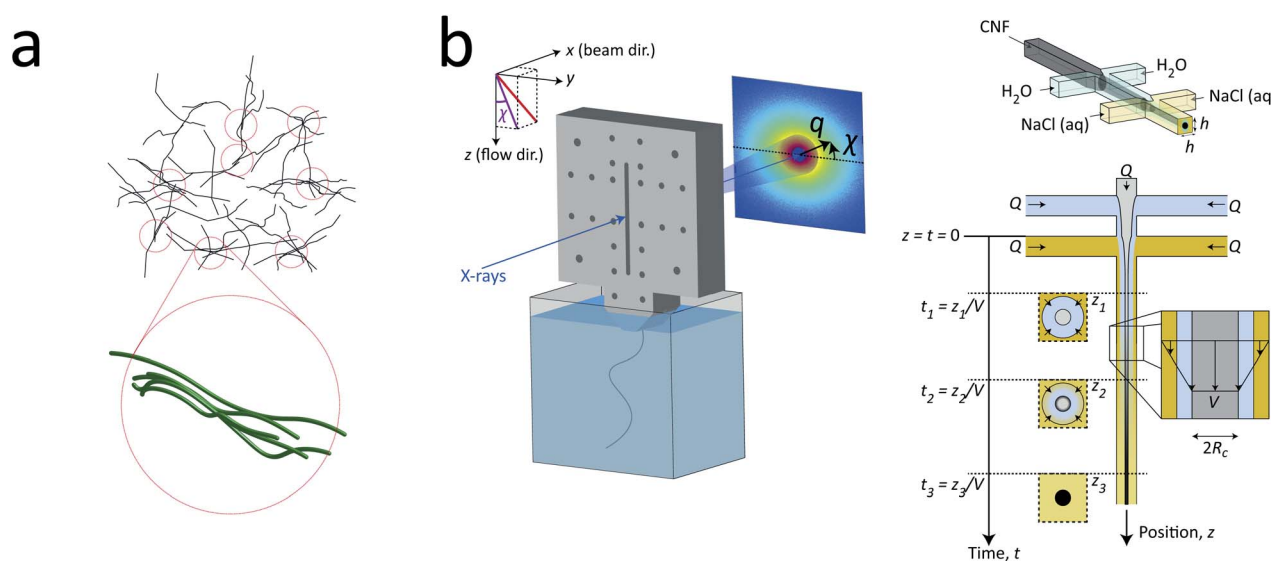 a
b
x (beam dir.)
y
χ
z (flow dir.)
q
χ
X-rays
CNF
H2O
H2O
NaCl (aq
NaCl (aq)
h
h
Q
Q
Q
z = t = 0
Q
Q
t1 = z1/V
z1
t2 = z2/V
z2
V
2Rc
t3 = z3/V
z3
Position, z
Time, t